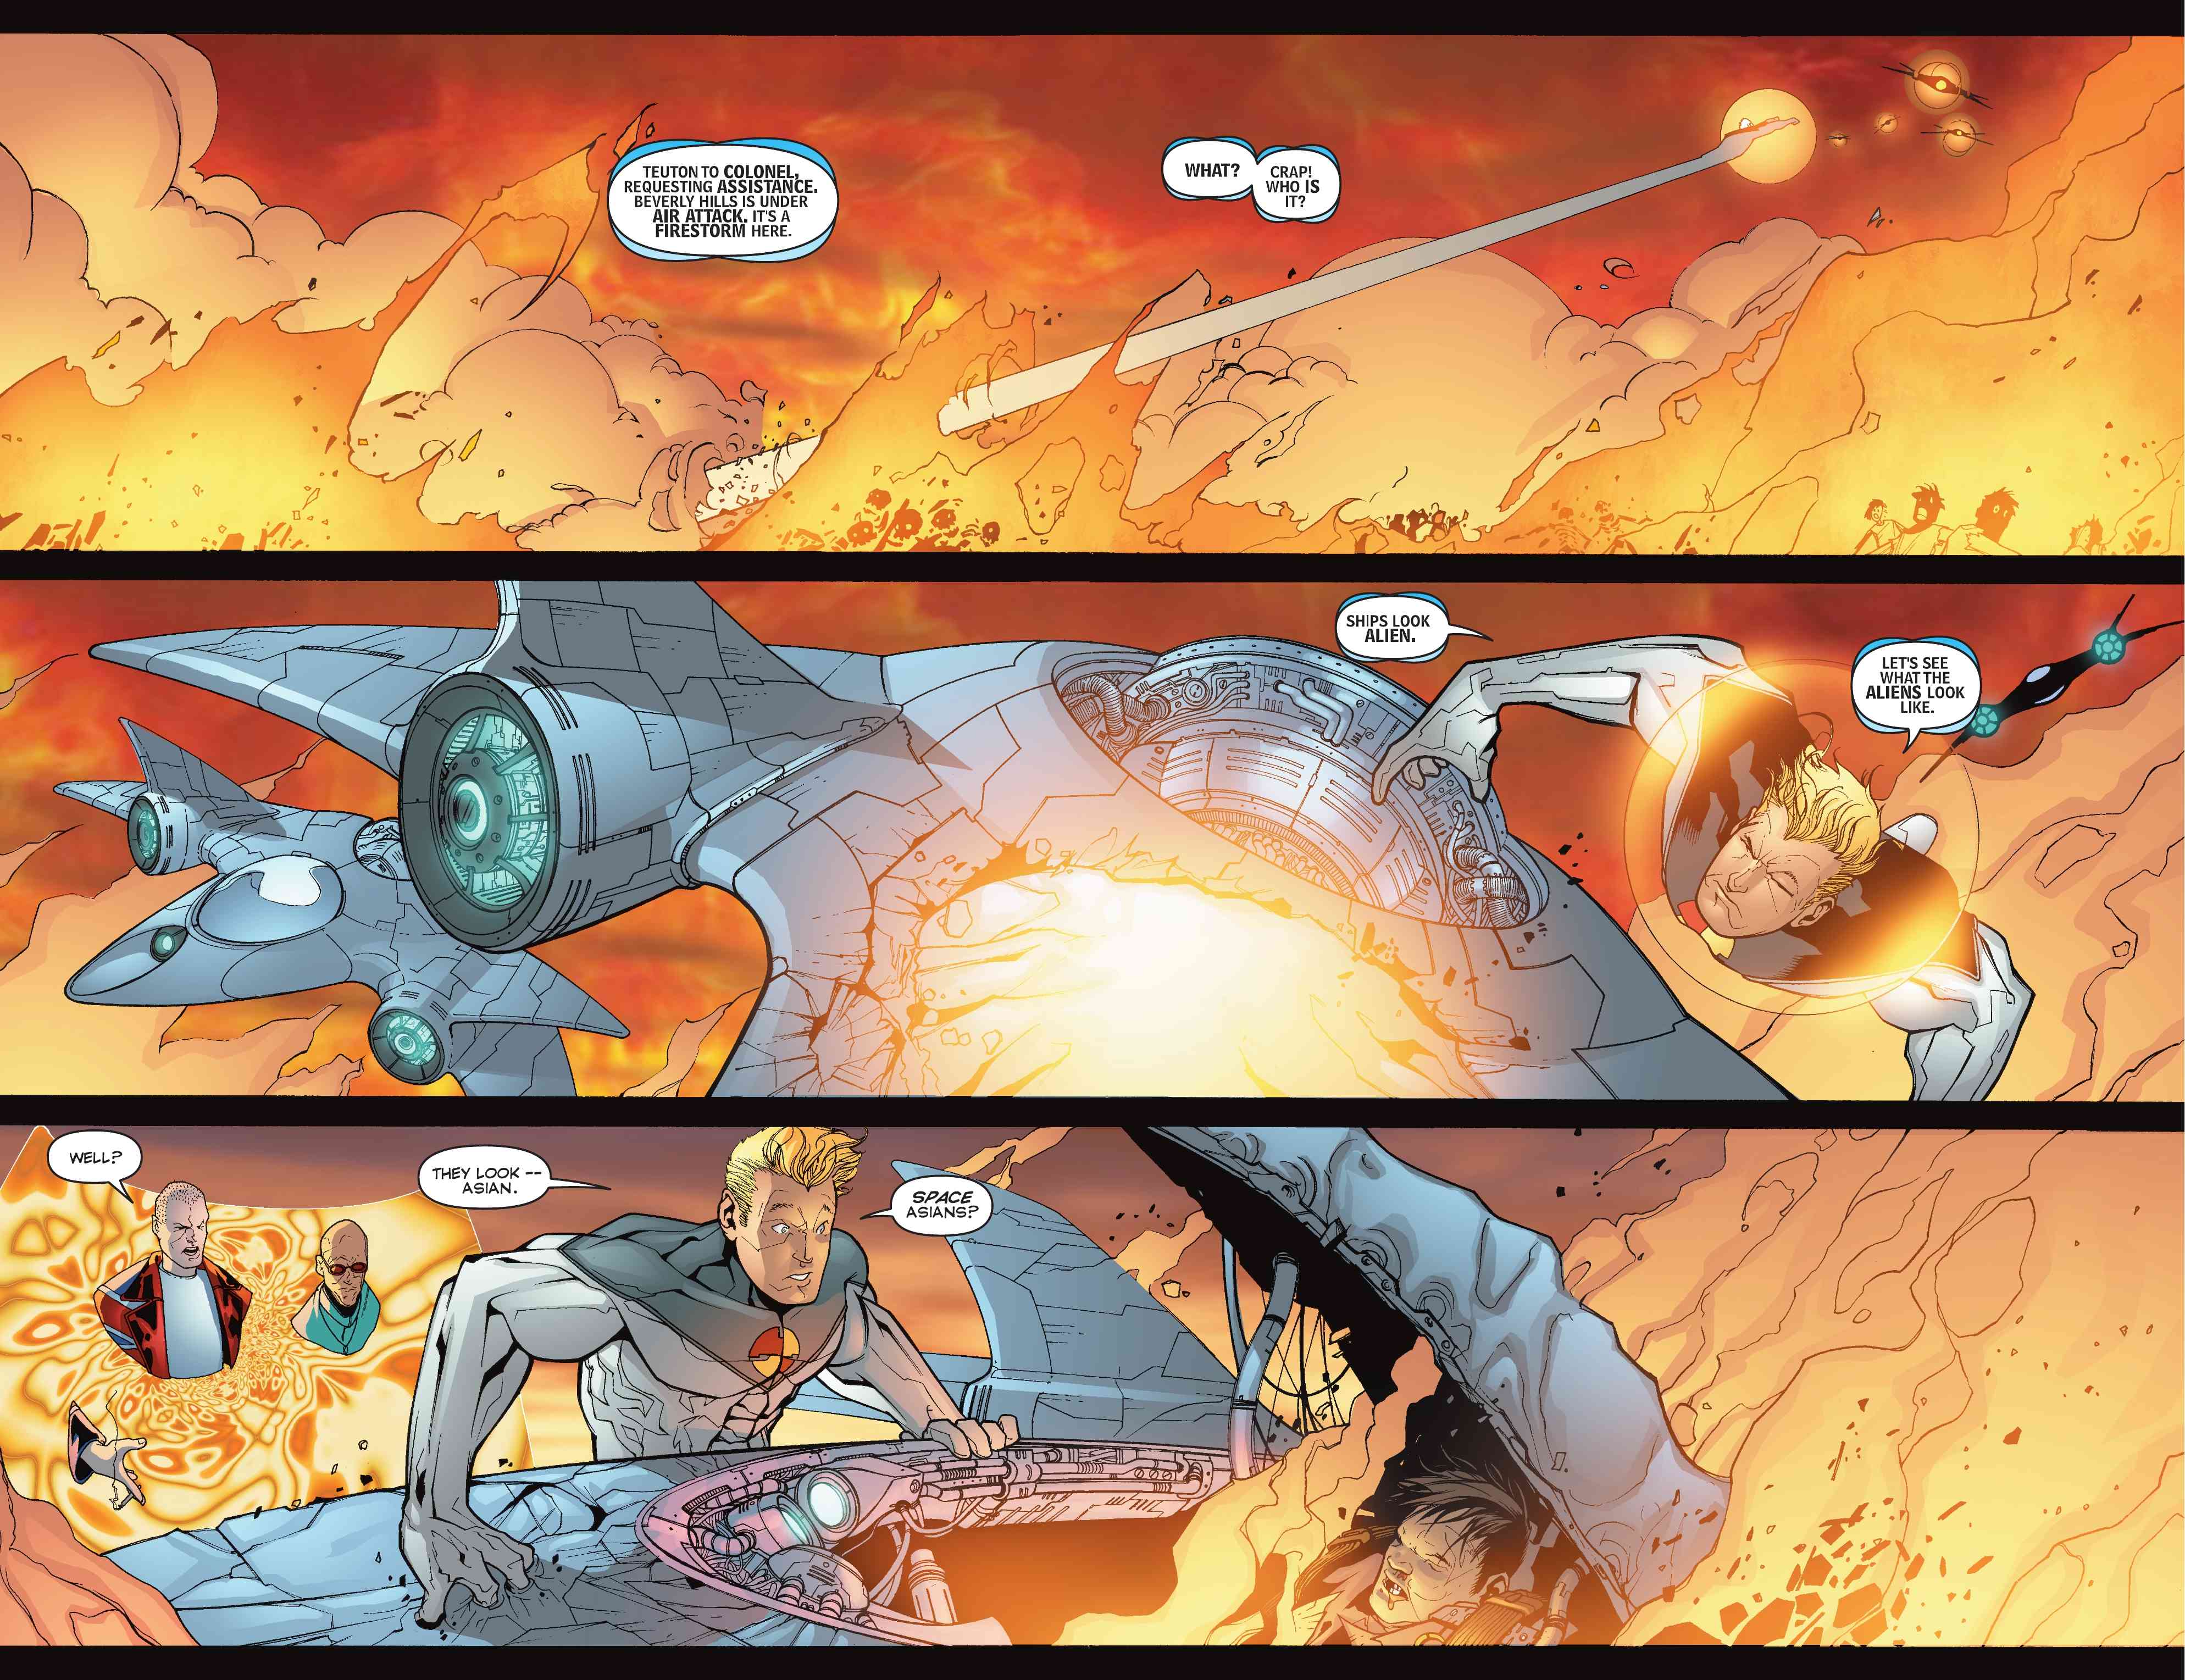 TEUTON TO COLONEL,
REQUESTING ASSISTANCE.
BEVERLY HILLS IS UNDER
AIR ATTACK. IT'S A
FIRESTORM HERE.
WHAT?
CRAP!
WHO IS
IT?
SHIPS LOOK
ALIEN.
LET'S SEE
WHAT THE
ALIENS LOOK
LIKE.
WELL?
THEY LOOK --
ASIAN.
SPACE
ASIANS?